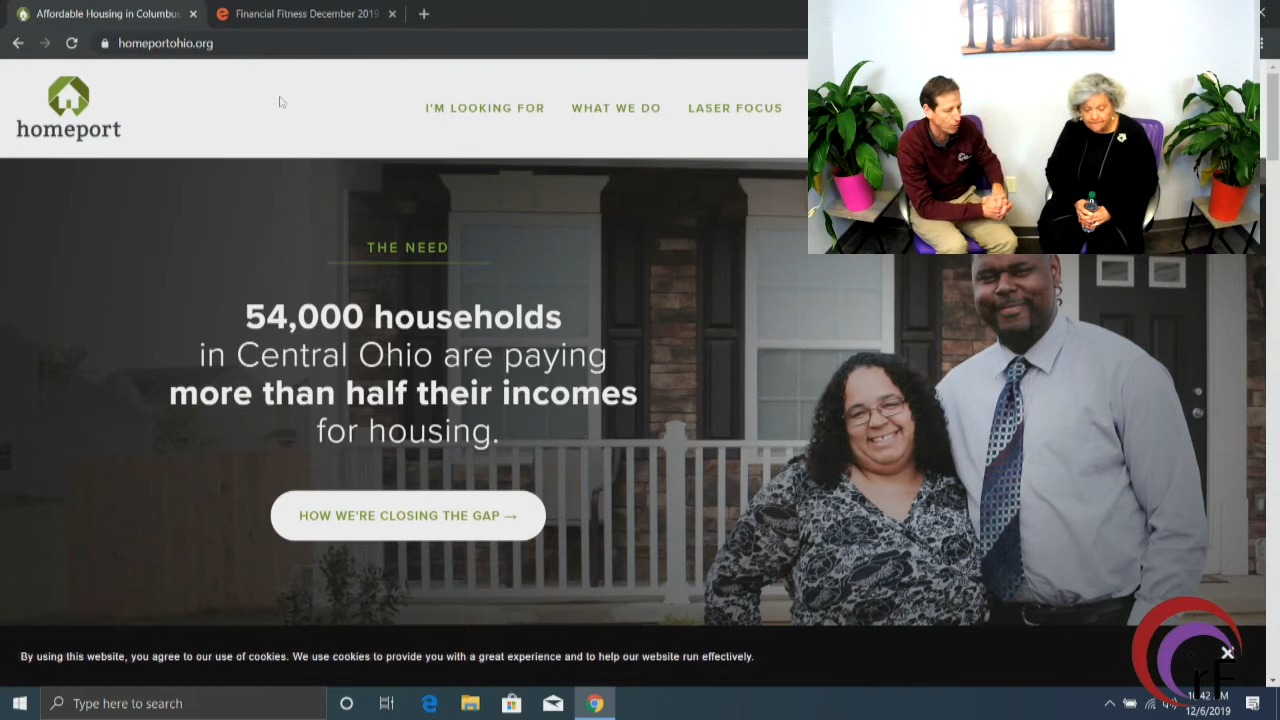 Affordable Housing in Columbus
Financial Fitness December 2019
homeportohio.org
homeport
I'M LOOKING FOR
WHAT WE DO
LASER FOCUS
THE NEED
54,000 households
in Central Ohio are paying
more than half their incomes
for housing.
HOW WE'RE CLOSING THE GAP →
By using this website, you agree to our use of cookies. We use cookies to provide you with a great experience and to help our website run effectively.
rF
Type here to search
12/6/2019